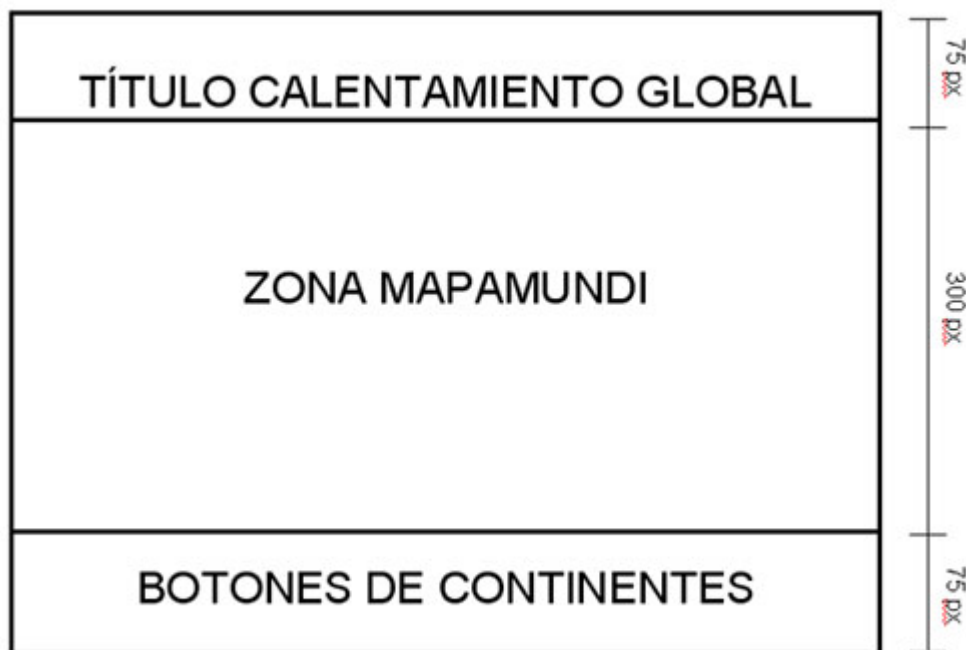 TÍTULO CALENTAMIENTO GLOBAL
75 px
ZONA MAPAMUNDI
300 px
BOTONES DE CONTINENTES
75 px